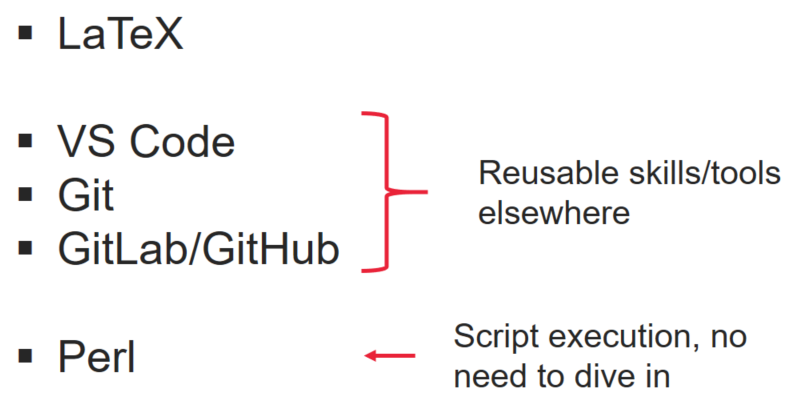 ▪ LaTeX
▪ VS Code
▪ Git
▪ GitLab/GitHub
Reusable skills/tools
elsewhere
▪ Perl
Script execution, no
need to dive in